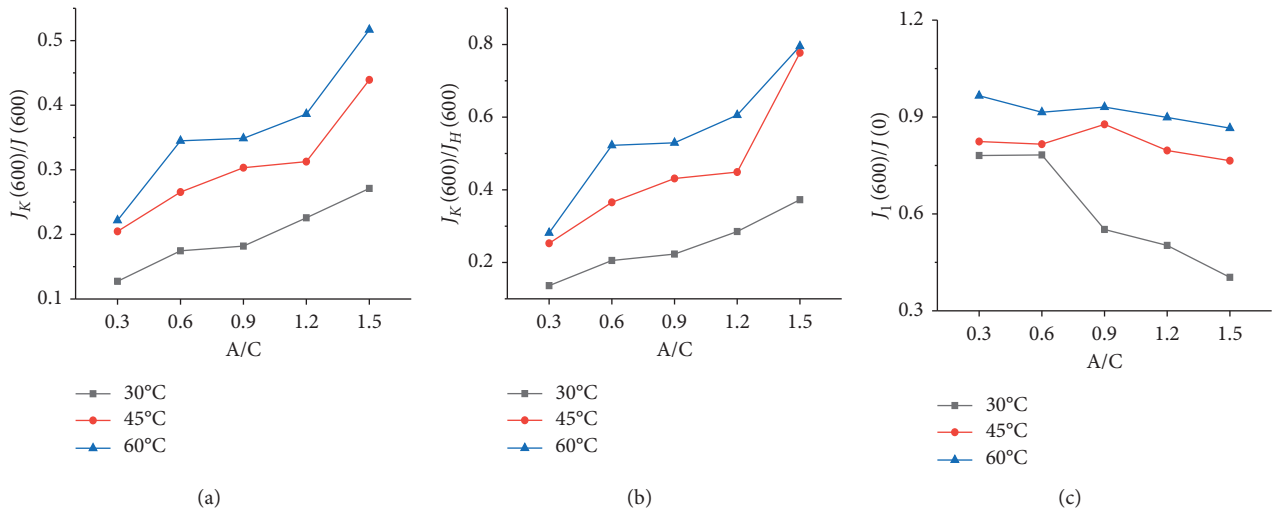 J_K (600)/J (600)
0.5
0.4
0.3
0.2
0.1
0.3 0.6 0.9 1.2 1.5
A/C
30°C
45°C
60°C
(a)
J_K (600)/J_H (600)
0.8
0.6
0.4
0.2
0.3 0.6 0.9 1.2 1.5
A/C
30°C
45°C
60°C
(b)
J_1 (600)/J (0)
1.2
0.9
0.6
0.3
0.3 0.6 0.9 1.2 1.5
A/C
30°C
45°C
60°C
(c)